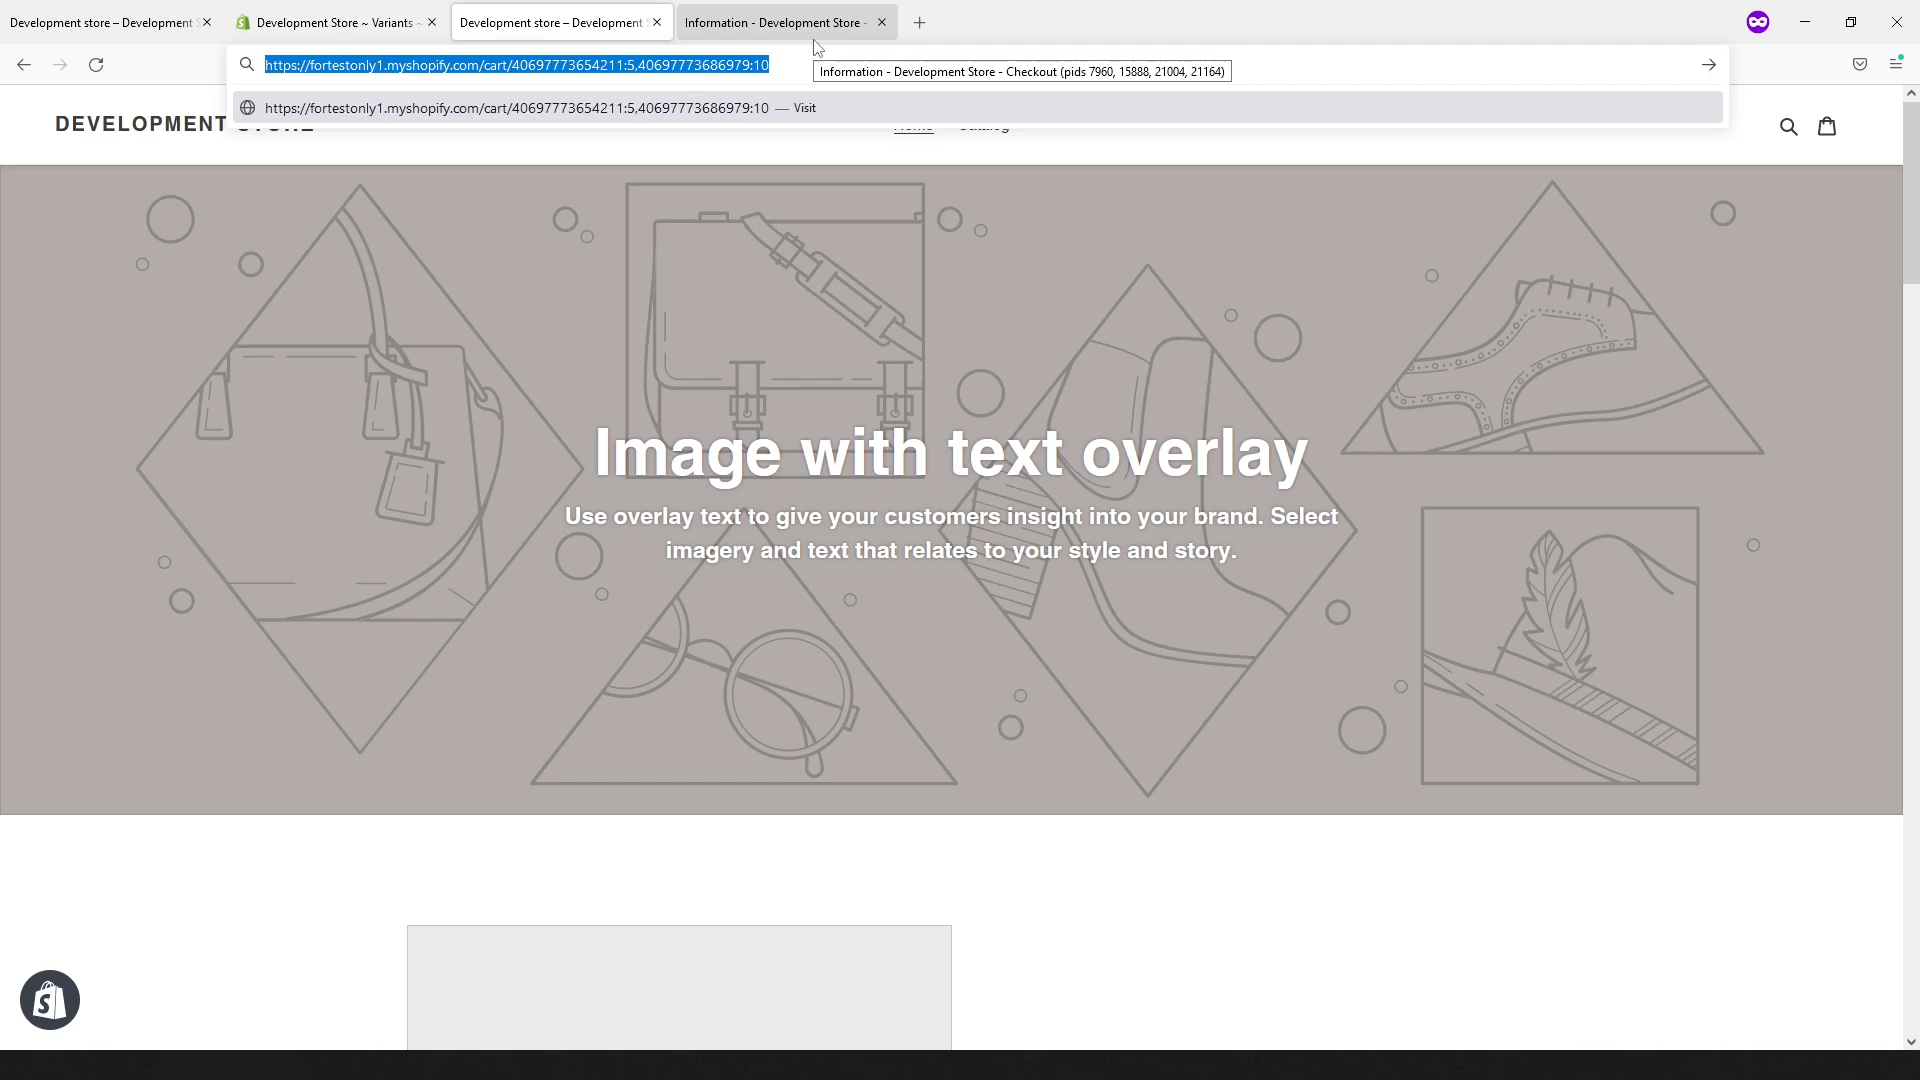 Development store – Development S
Development Store ~ Variants ~
Development store – Development
Information - Development Store -
https://fortestonly1.myshopify.com/cart/40697773654211:5,40697773686979:10
Information - Development Store - Checkout (pids 7960, 15888, 21004, 21164)
https://fortestonly1.myshopify.com/cart/40697773654211:5,40697773686979:10 — Visit
DEVELOPMENT STORE
Home Catalog
Image with text overlay
Use overlay text to give your customers insight into your brand. Select
imagery and text that relates to your style and story.